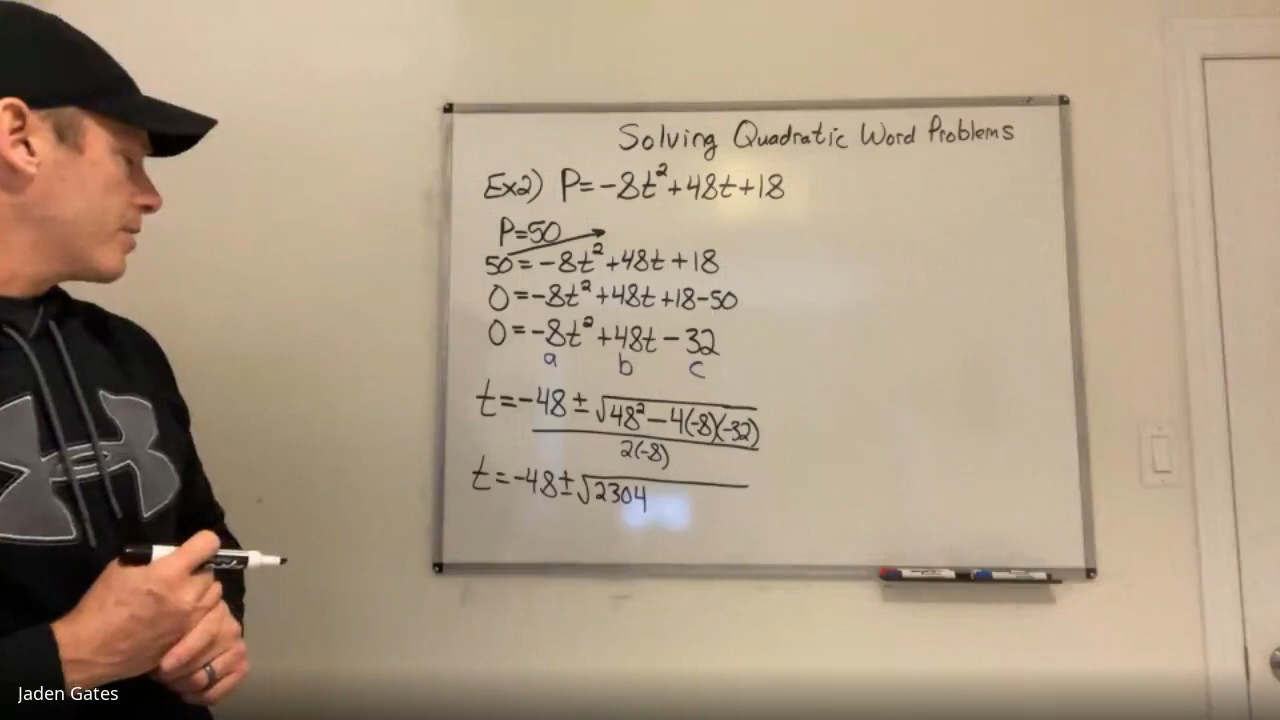 Solving Quadratic Word Problems
Ex2) P=-8t²+48t+18
P=50
50=-8t²+48t+18
0=-8t²+48t+18-50
0=-8t²+48t-32
a b c
t=-48±√48²-4(-8)(-32)
2(-8)
t=-48±√2304
Jaden Gates